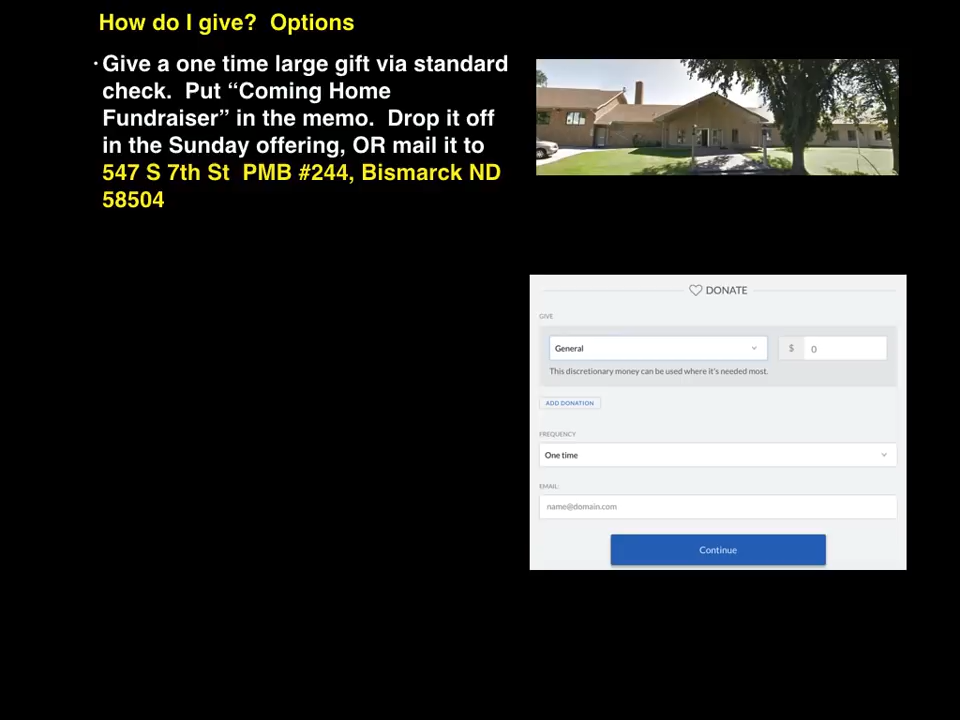 How do I give?  Options
· Give a one time large gift via standard
check.  Put “Coming Home
Fundraiser” in the memo.  Drop it off
in the Sunday offering, OR mail it to
547 S 7th St  PMB #244, Bismarck ND
58504
DONATE
GIVE
General
$ 0
This discretionary money can be used where it's needed most.
ADD DONATION
FREQUENCY
One time
EMAIL
name@domain.com
Continue